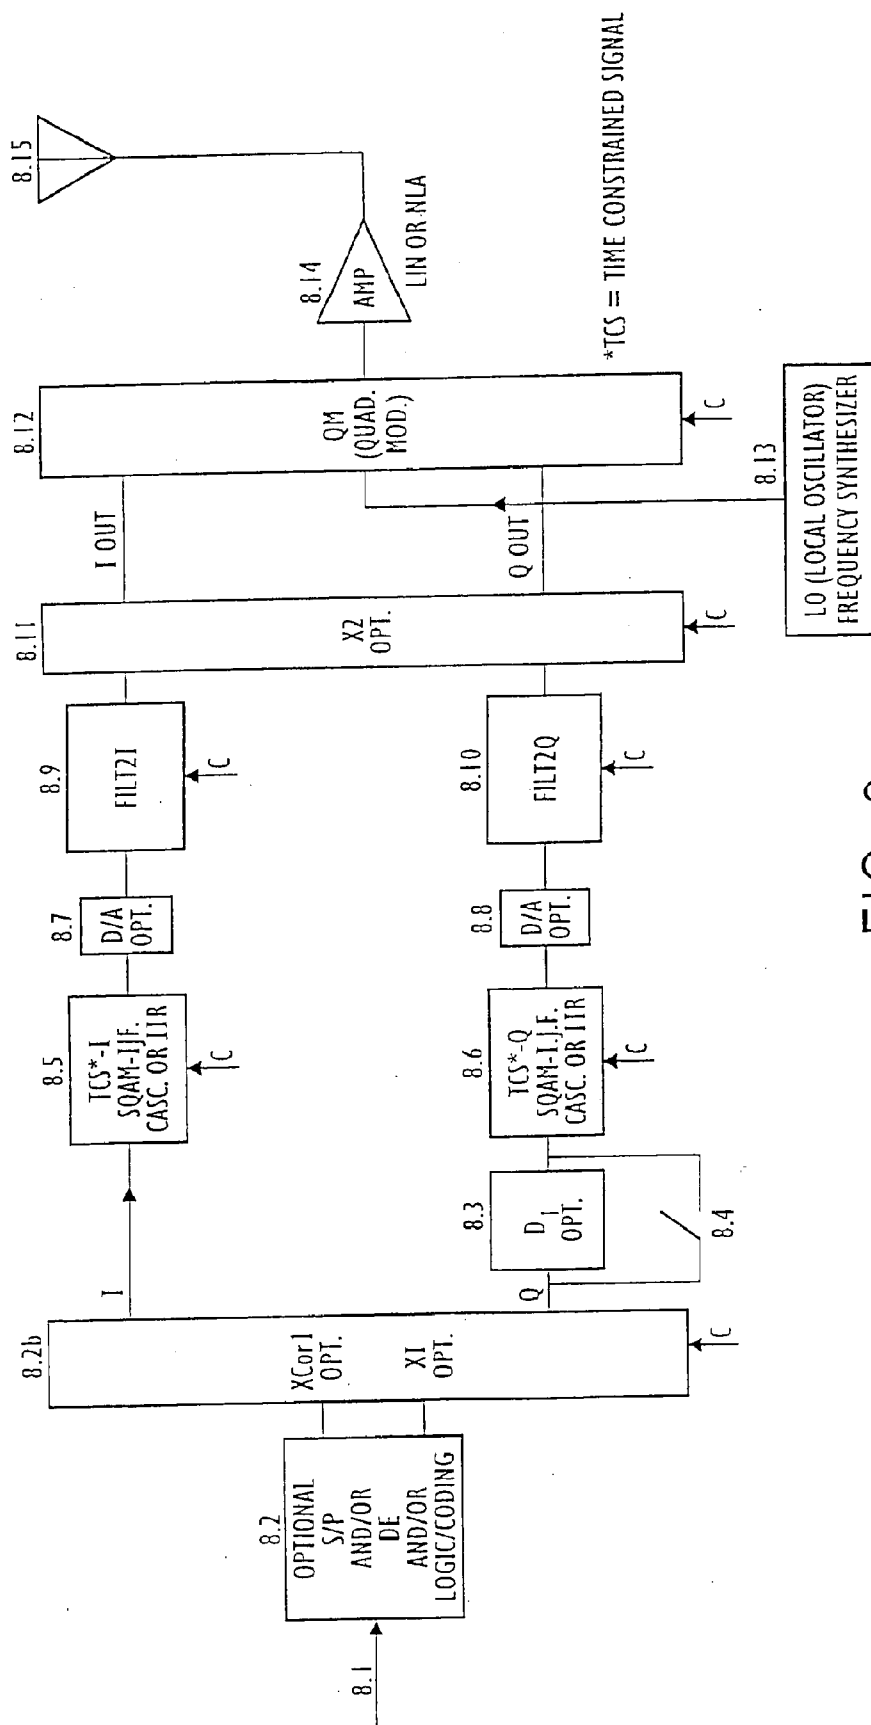 8.1
8.2
OPTIONAL
S/P
AND/OR
DE
AND/OR
LOGIC/CODING
8.2b
XCor1
OPT.
X1
OPT.
C
I
Q
8.3
D1
OPT.
8.4
8.5
TCS*-I
SQAM-IJF.
CASC. OR IIR
C
8.6
TCS*-Q
SQAM-I.J.F.
CASC. OR IIR
C
8.7
D/A
OPT.
8.8
D/A
OPT.
8.9
FILT2I
C
8.10
FILT2Q
C
8.11
X2
OPT.
C
I OUT
Q OUT
8.12
QM
(QUAD.
MOD.)
C
8.13
LO (LOCAL OSCILLATOR)
FREQUENCY SYNTHESIZER
8.14
AMP
LIN OR NLA
8.15
*TCS = TIME CONSTRAINED SIGNAL